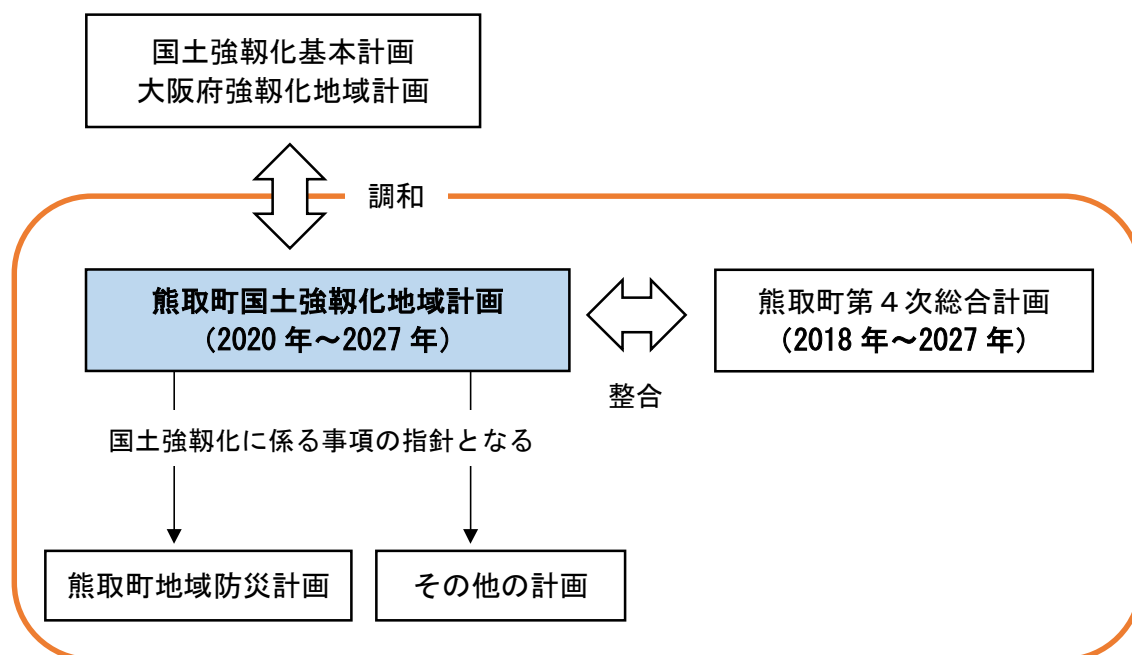 国土強靱化基本計画
大阪府強靱化地域計画
調和
熊取町国土強靱化地域計画
（2020 年～2027 年）
熊取町第４次総合計画
（2018 年～2027 年）
整合
国土強靱化に係る事項の指針となる
熊取町地域防災計画
その他の計画